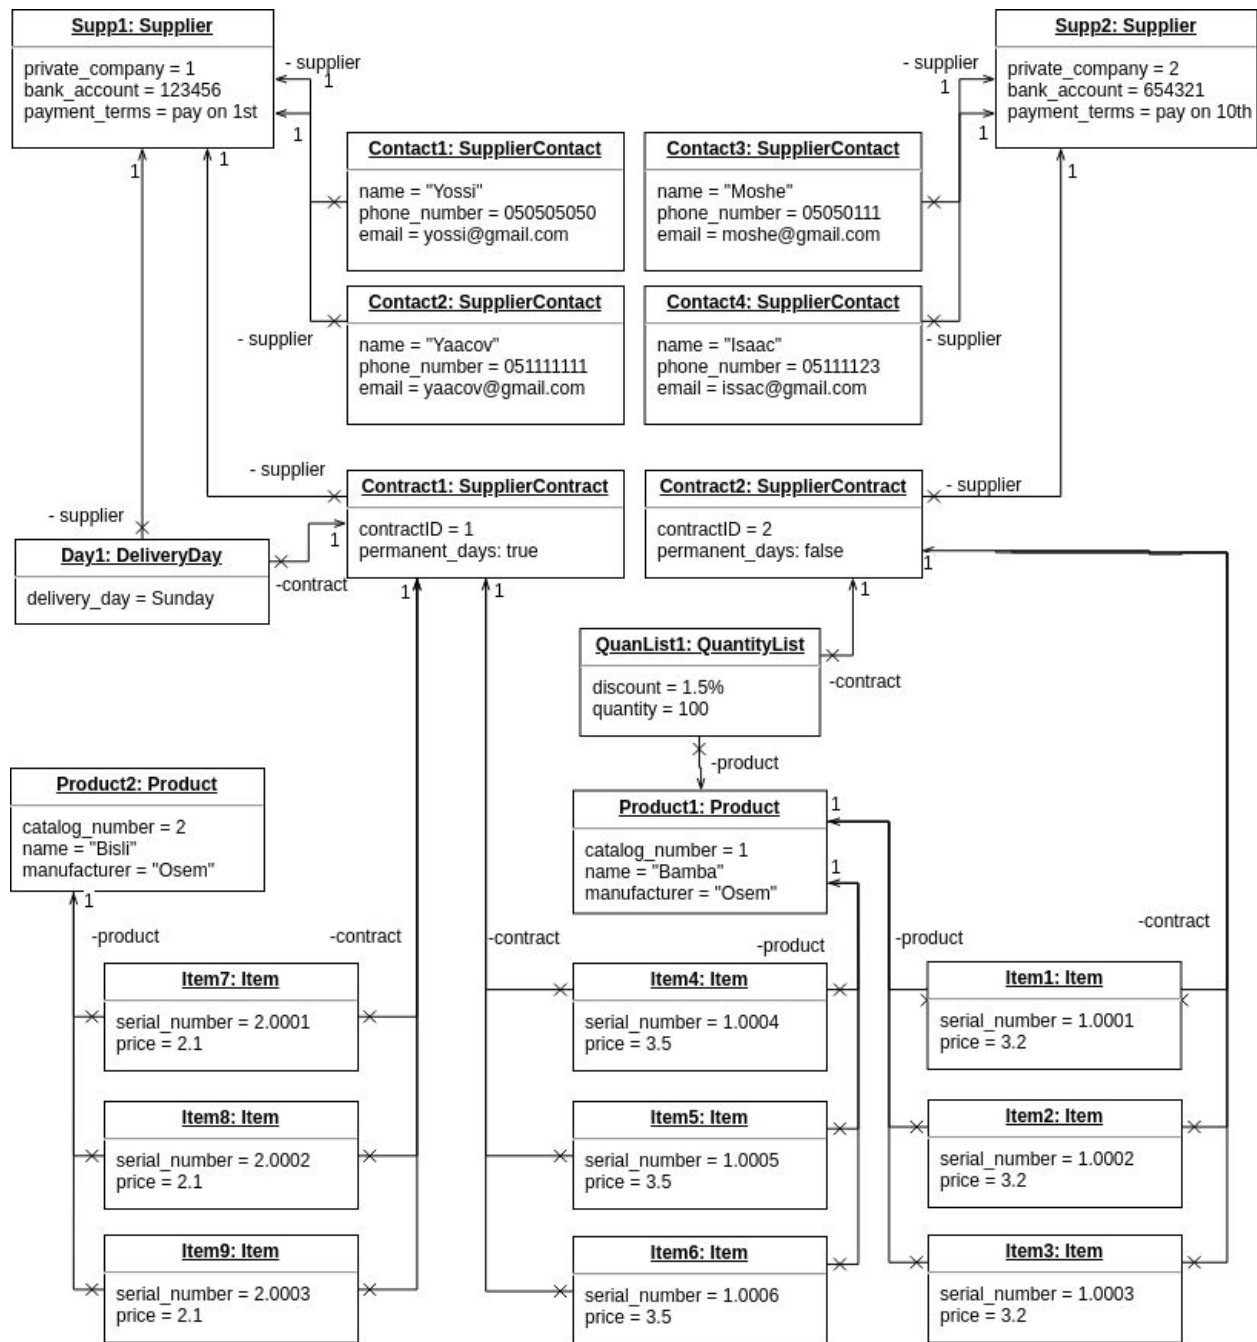 Supp1: Supplier
private_company = 1
bank_account = 123456
payment_terms = pay on 1st
- supplier
1
1
1
1
Supp2: Supplier
private_company = 2
bank_account = 654321
payment_terms = pay on 10th
- supplier
1
1
1
Contact1: SupplierContact
name = "Yossi"
phone_number = 050505050
email = yossi@gmail.com
Contact3: SupplierContact
name = "Moshe"
phone_number = 05050111
email = moshe@gmail.com
Contact2: SupplierContact
name = "Yaacov"
phone_number = 051111111
email = yaacov@gmail.com
- supplier
Contact4: SupplierContact
name = "Isaac"
phone_number = 05111123
email = issac@gmail.com
- supplier
- supplier
Contract1: SupplierContract
contractID = 1
permanent_days: true
Contract2: SupplierContract
contractID = 2
permanent_days: false
- supplier
- supplier
1
Day1: DeliveryDay
delivery_day = Sunday
-contract
1
1
1
1
QuanList1: QuantityList
discount = 1.5%
quantity = 100
-contract
-product
Product2: Product
catalog_number = 2
name = "Bisli"
manufacturer = "Osem"
1
Product1: Product
catalog_number = 1
name = "Bamba"
manufacturer = "Osem"
1
1
-product
-contract
-contract
-product
-product
-contract
Item7: Item
serial_number = 2.0001
price = 2.1
Item4: Item
serial_number = 1.0004
price = 3.5
Item1: Item
serial_number = 1.0001
price = 3.2
Item8: Item
serial_number = 2.0002
price = 2.1
Item5: Item
serial_number = 1.0005
price = 3.5
Item2: Item
serial_number = 1.0002
price = 3.2
Item9: Item
serial_number = 2.0003
price = 2.1
Item6: Item
serial_number = 1.0006
price = 3.5
Item3: Item
serial_number = 1.0003
price = 3.2